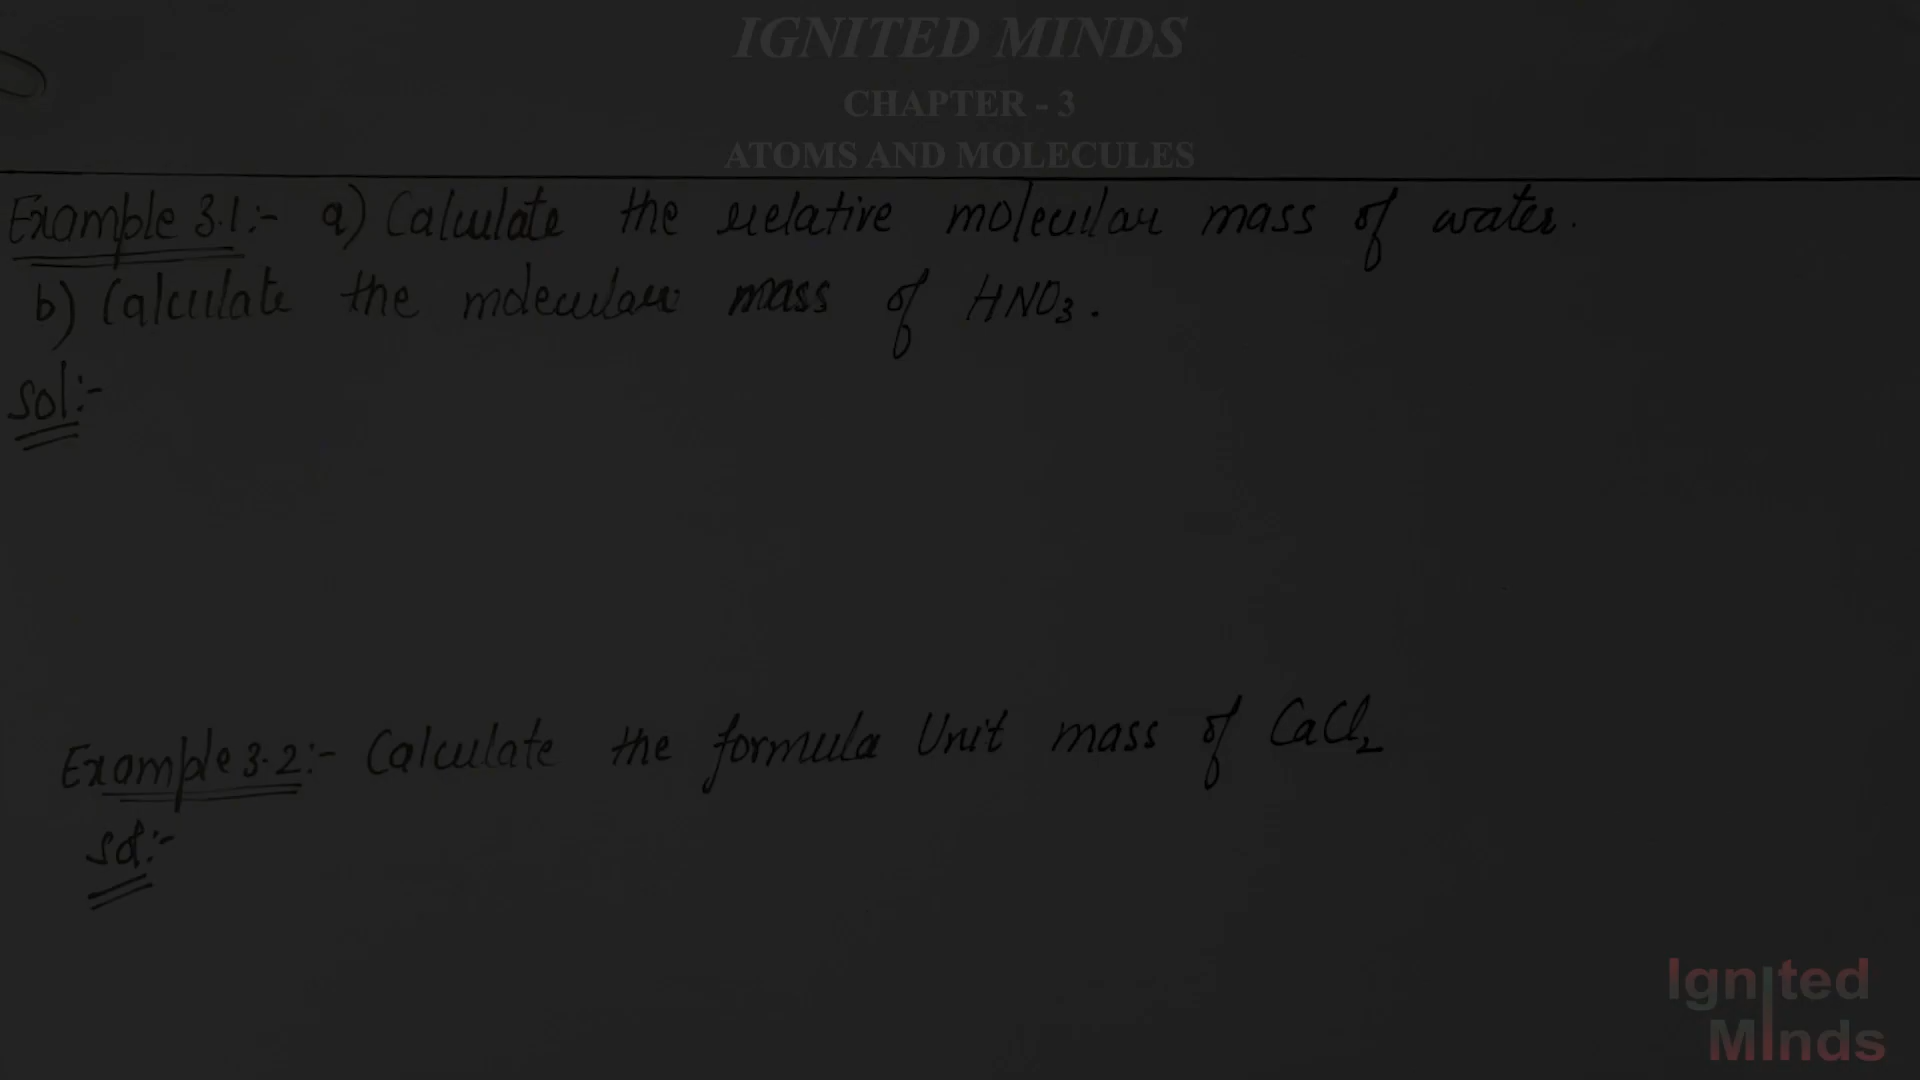 IGNITED MINDS
CHAPTER - 3
ATOMS AND MOLECULES
Example 3.1:- a) Calculate the relative molecular mass of water.
b) Calculate the molecular mass of HNO₃.
Sol:-
Example 3.2:- Calculate the formula Unit mass of CaCl₂
Sol:-
Ignited
Minds